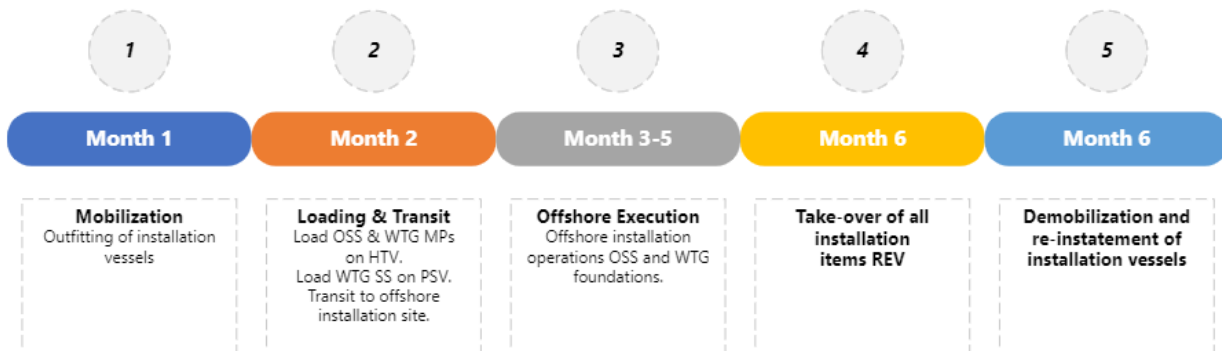 1
2
3
4
5
Month 1
Month 2
Month 3-5
Month 6
Month 6
Mobilization
Outfitting of installation
vessels
Loading & Transit
Load OSS & WTG MPs
on HTV.
Load WTG SS on PSV.
Transit to offshore
installation site.
Offshore Execution
Offshore installation
operations OSS and WTG
foundations.
Take-over of all
installation
items REV
Demobilization and
re-instatement of
installation vessels